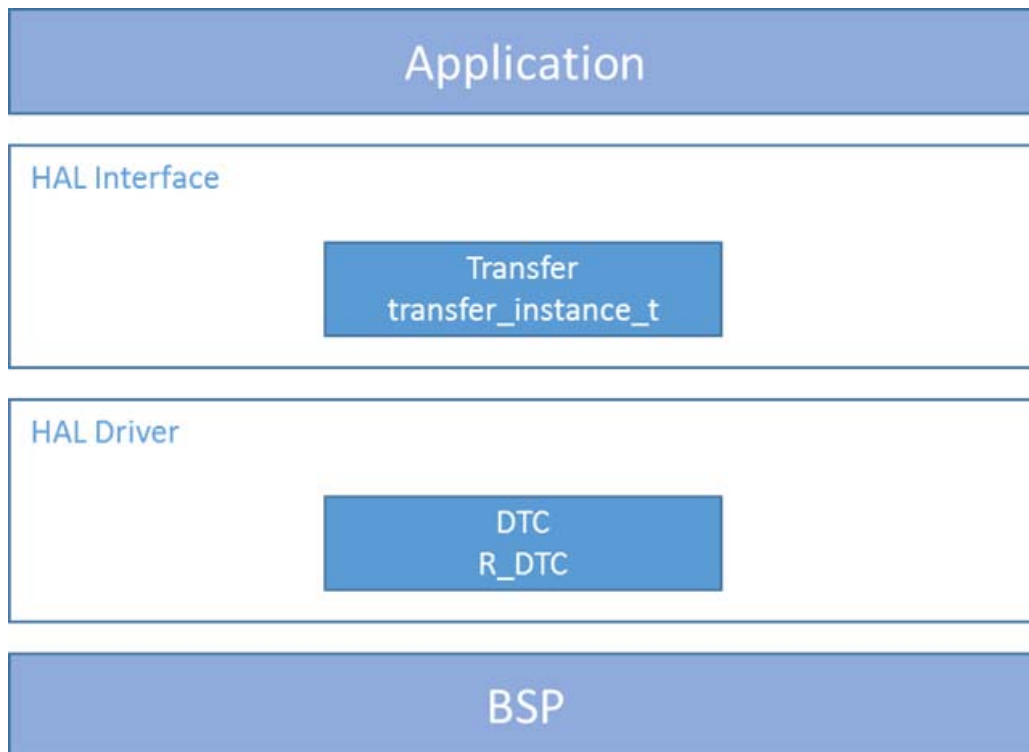 Application
HAL Interface
Transfer
transfer_instance_t
HAL Driver
DTC
R_DTC
BSP